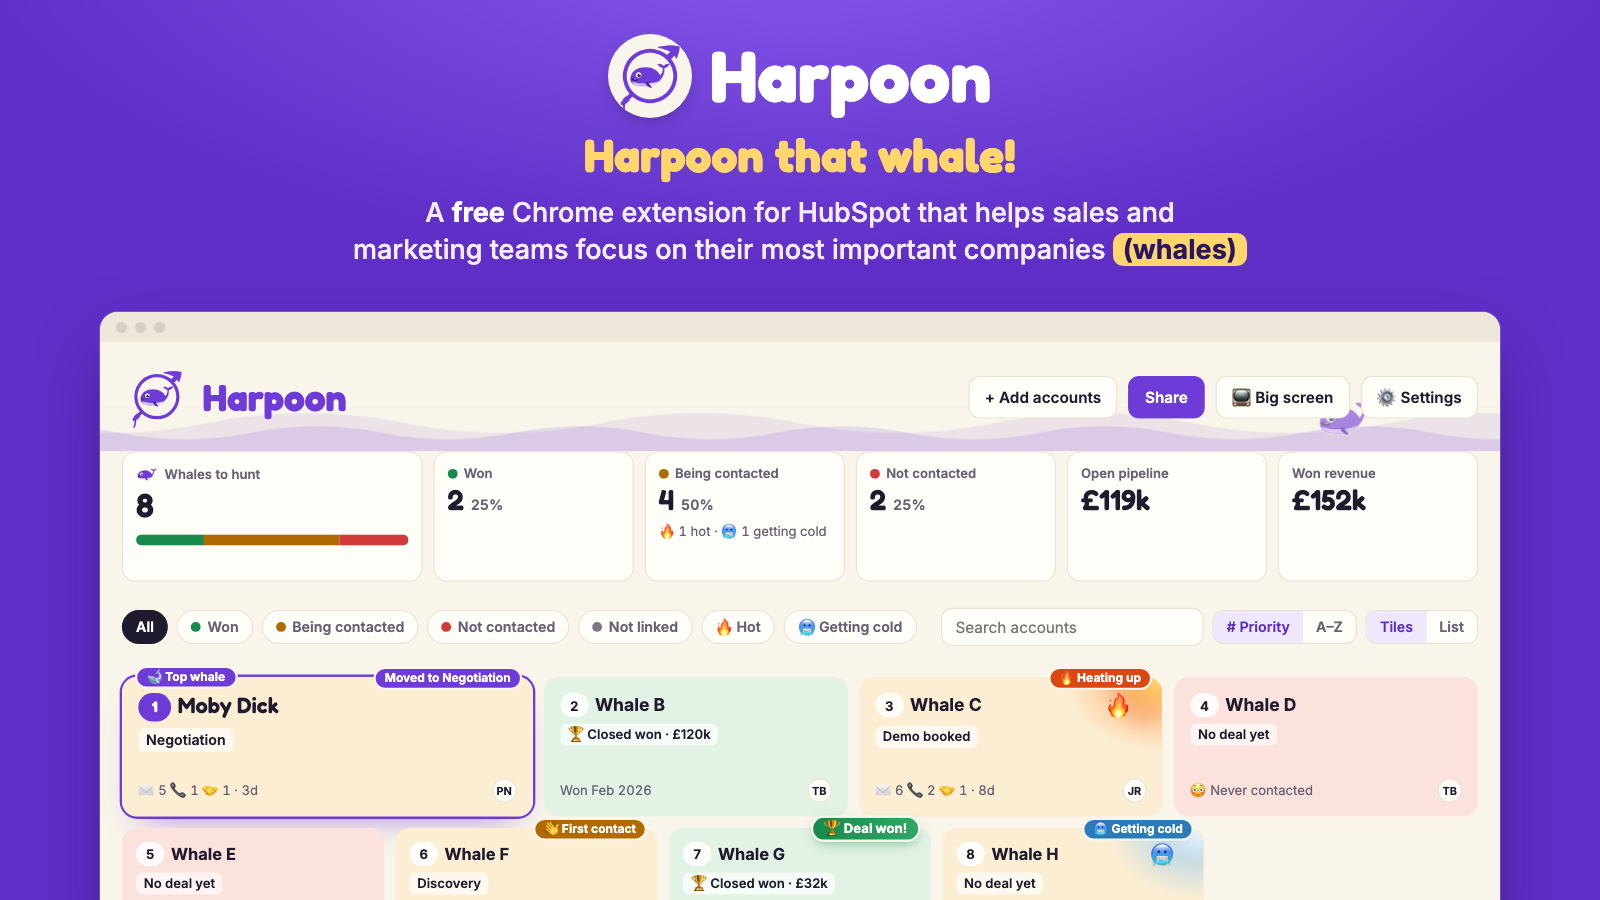 Harpoon
Harpoon that whale!
A free Chrome extension for HubSpot that helps sales and
marketing teams focus on their most important companies (whales)
Harpoon
+ Add accounts
Share
Big screen
Settings
Whales to hunt
8
Won
2 25%
Being contacted
4 50%
1 hot · 1 getting cold
Not contacted
2 25%
Open pipeline
£119k
Won revenue
£152k
All
Won
Being contacted
Not contacted
Not linked
Hot
Getting cold
Search accounts
# Priority
A–Z
Tiles
List
Top whale
Moved to Negotiation
1 Moby Dick
Negotiation
5 1 1 · 3d
PN
2 Whale B
Closed won · £120k
Won Feb 2026
TB
Heating up
3 Whale C
Demo booked
6 2 1 · 8d
JR
4 Whale D
No deal yet
Never contacted
TB
5 Whale E
No deal yet
First contact
6 Whale F
Discovery
Deal won!
7 Whale G
Closed won · £32k
Getting cold
8 Whale H
No deal yet